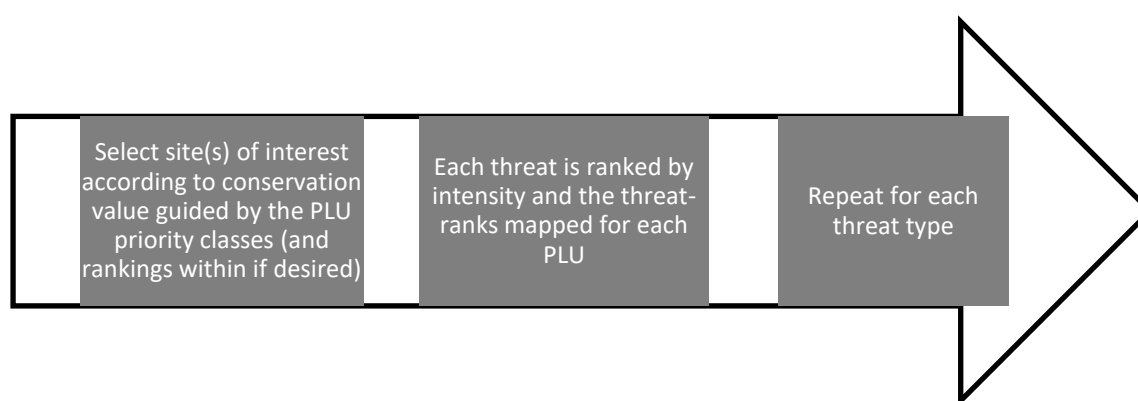 Select site(s) of interest
according to conservation
value guided by the PLU
priority classes (and
rankings within if desired)
Each threat is ranked by
intensity and the threat-
ranks mapped for each
PLU
Repeat for each
threat type